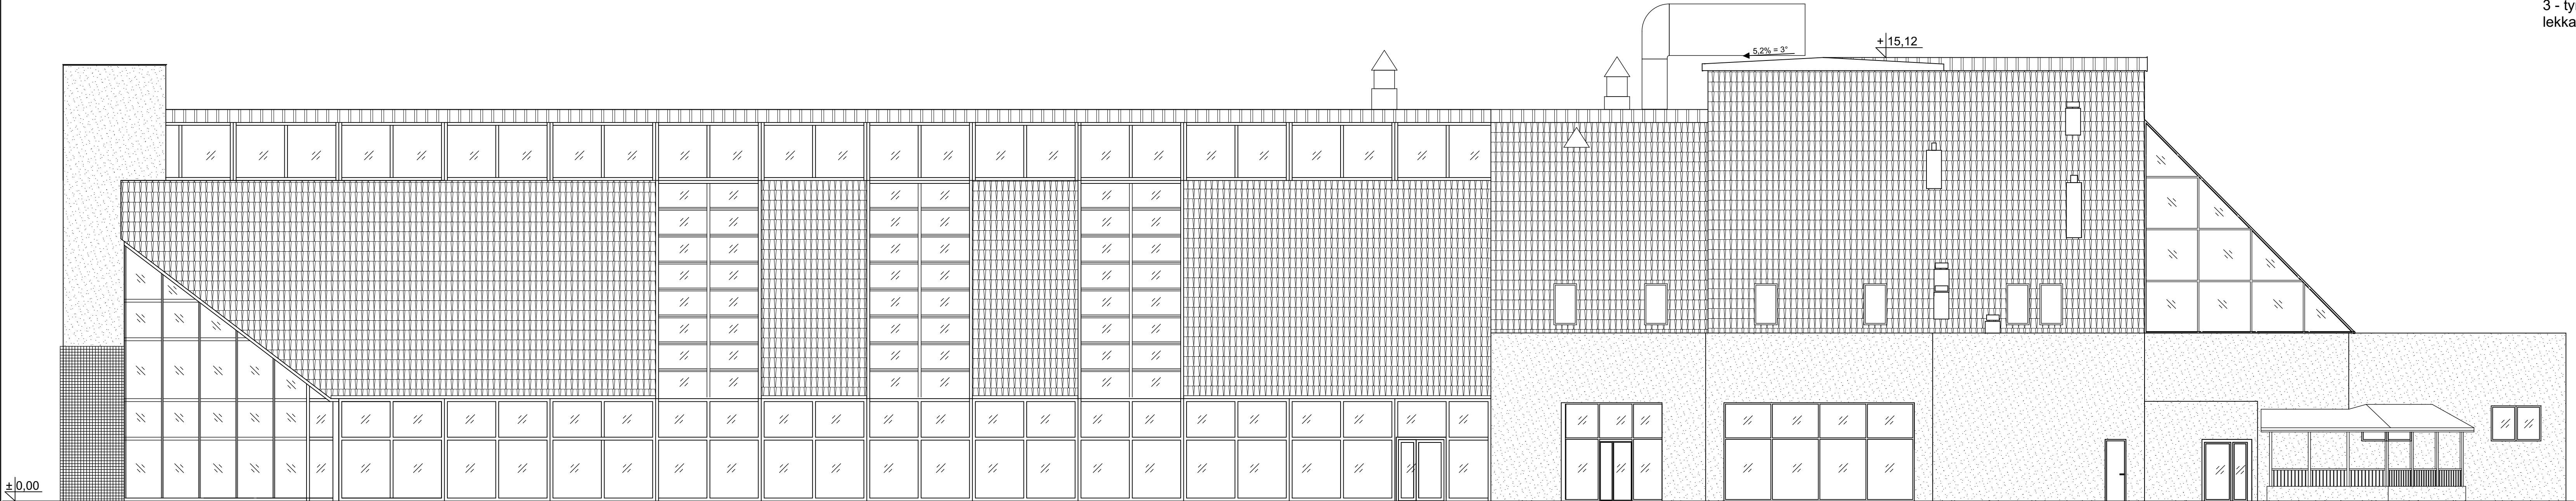 3 - ty
lekka
+ 15,12
5,2% = 3°
± 0,00